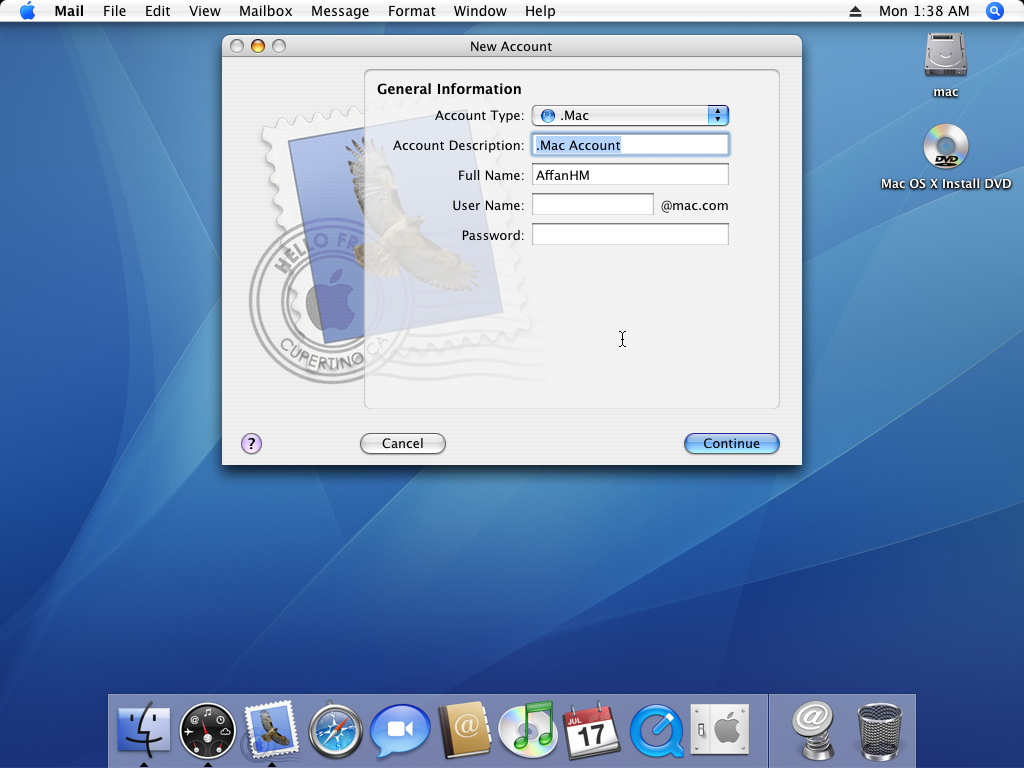 Mail File Edit View Mailbox Message Format Window Help Mon 1:38 AM
New Account
General Information
Account Type: .Mac
Account Description: .Mac Account
Full Name: AffanHM
User Name: @mac.com
Password:
HELLO FR
CUPERTINO CA
? Cancel Continue
mac
DVD
Mac OS X Install DVD
@ JUL 17 @